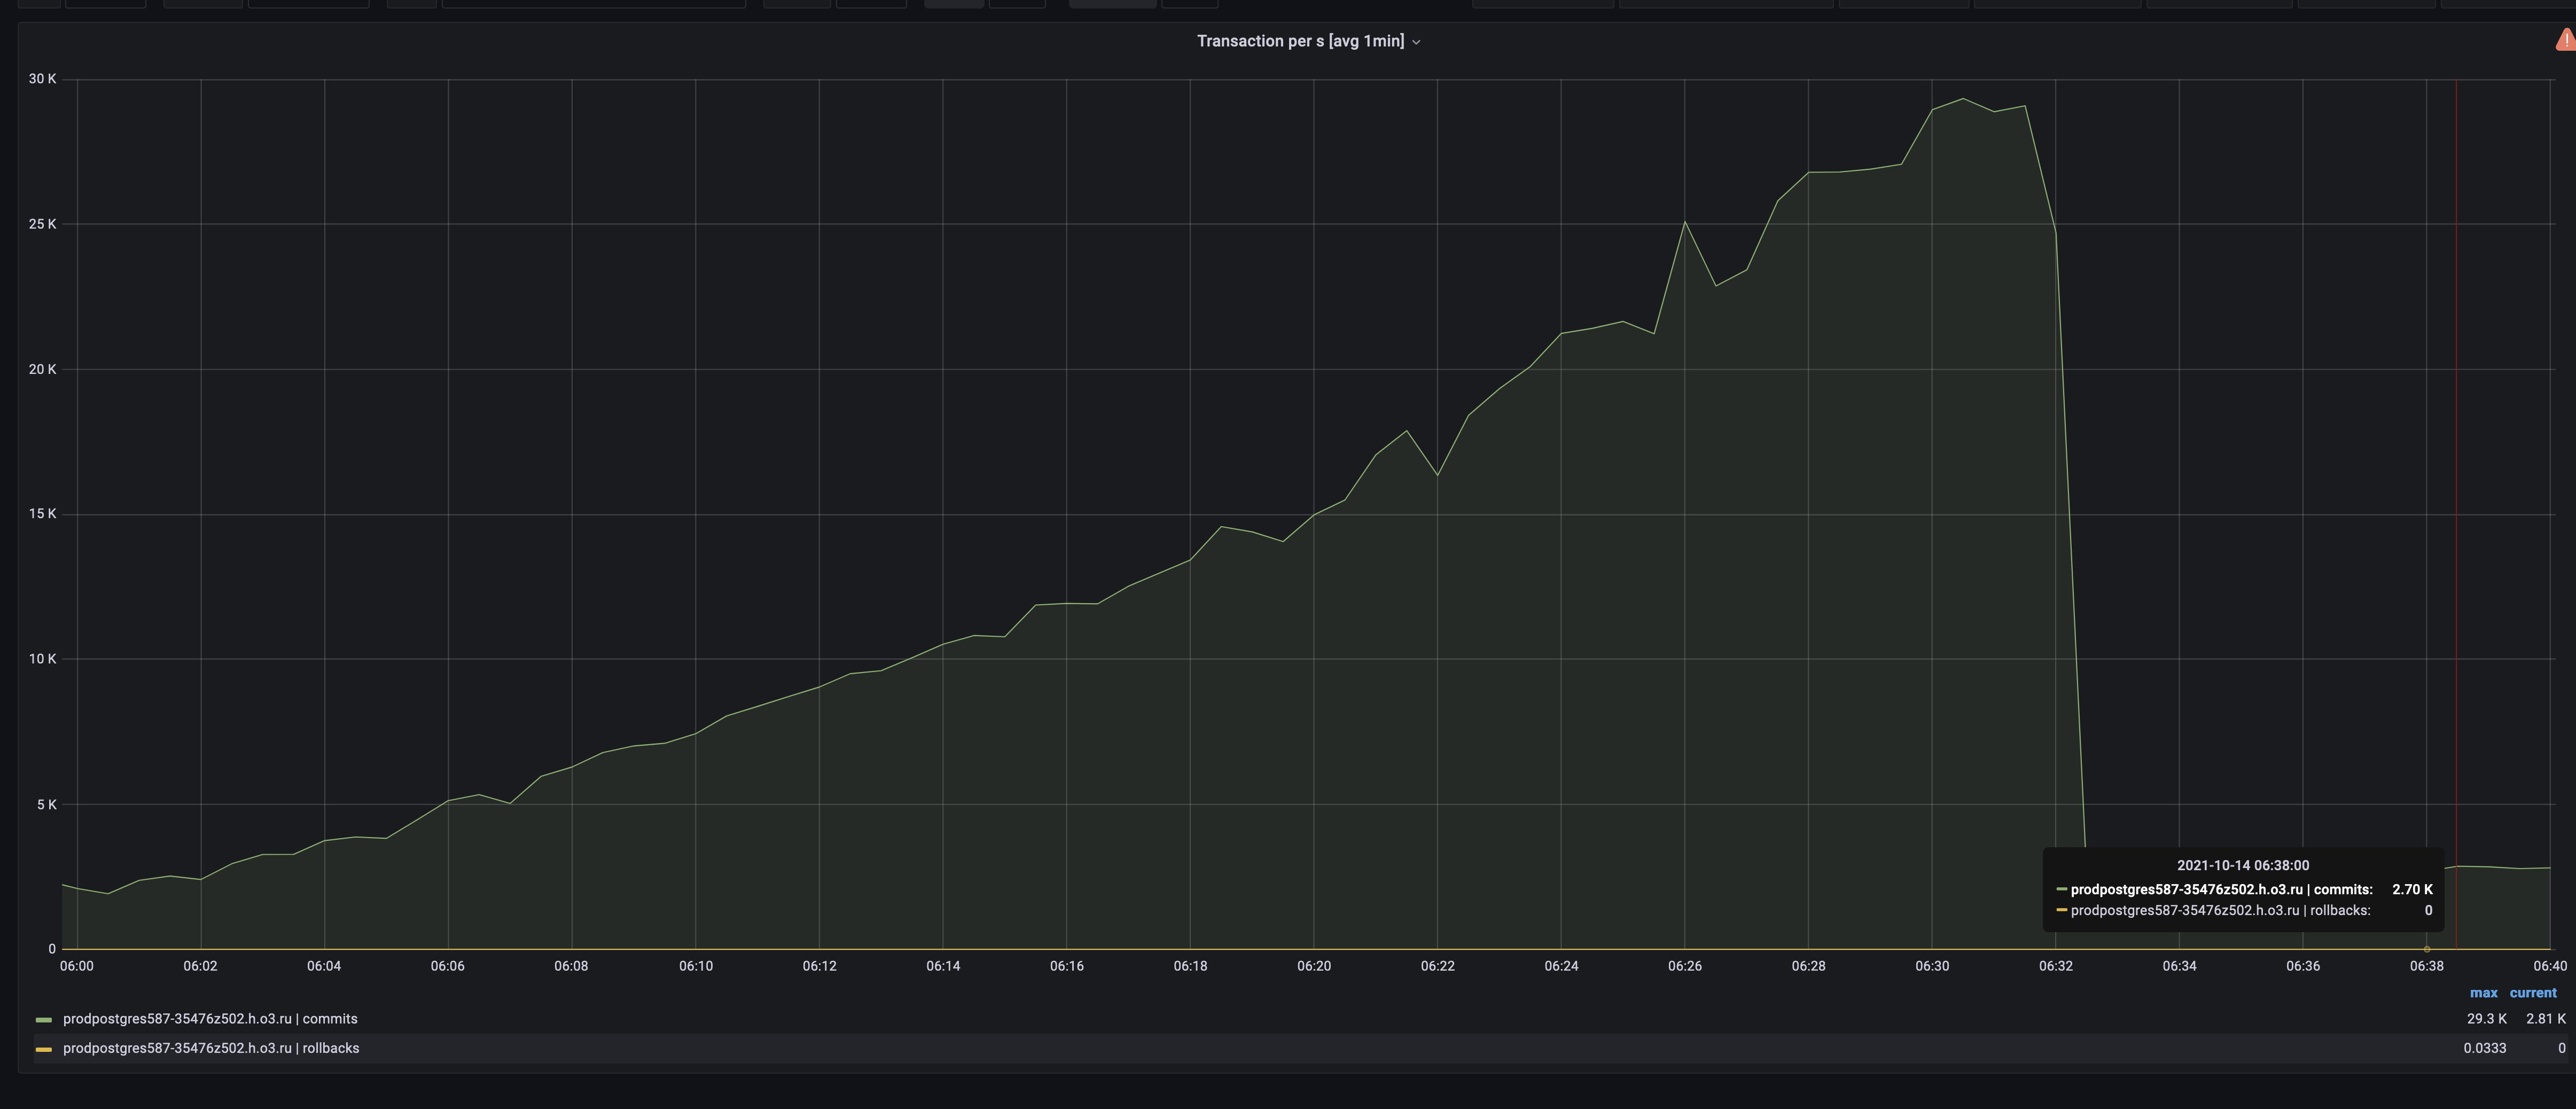 Transaction per s [avg 1min]
30 K
25 K
20 K
15 K
10 K
5 K
0
2021-10-14 06:38:00
prodpostgres587-35476z502.h.o3.ru | commits: 2.70 K
prodpostgres587-35476z502.h.o3.ru | rollbacks: 0
06:00 06:02 06:04 06:06 06:08 06:10 06:12 06:14 06:16 06:18 06:20 06:22 06:24 06:26 06:28 06:30 06:32 06:34 06:36 06:38 06:40
max current
prodpostgres587-35476z502.h.o3.ru | commits 29.3 K 2.81 K
prodpostgres587-35476z502.h.o3.ru | rollbacks 0.0333 0